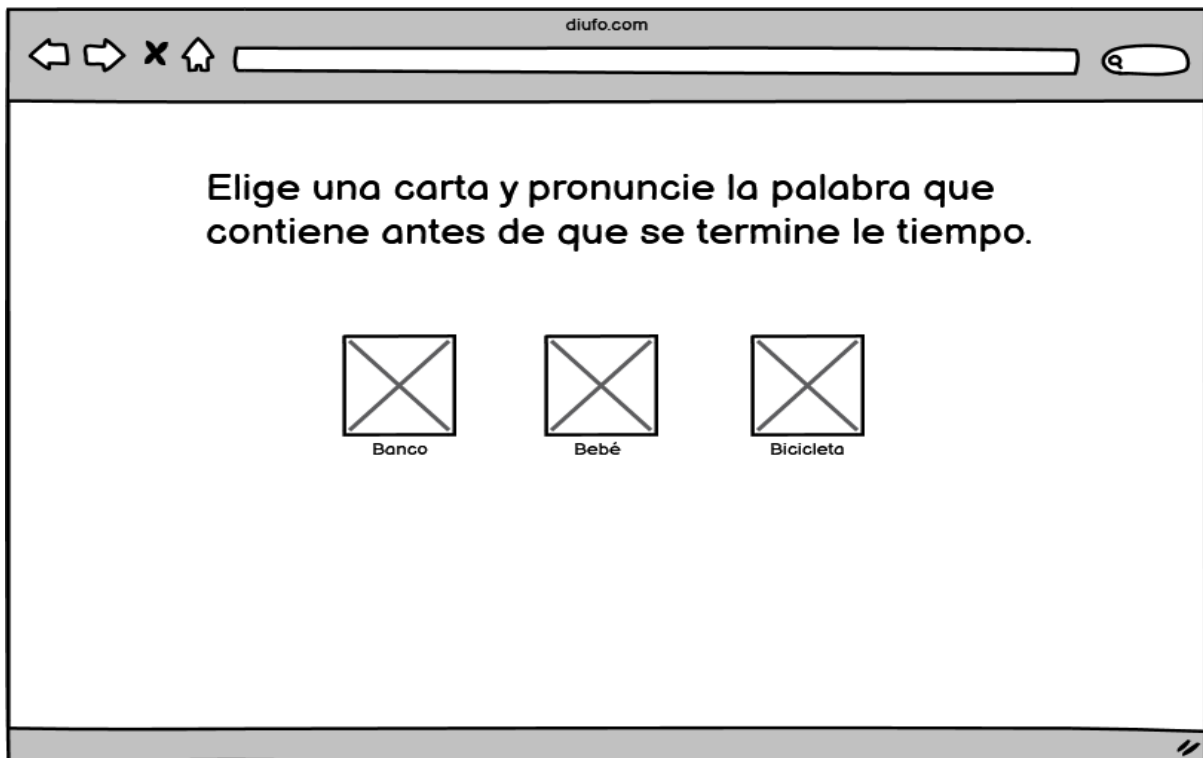 diufo.com
Elige una carta y pronuncie la palabra que
contiene antes de que se termine le tiempo.
Banco Bebé Bicicleta